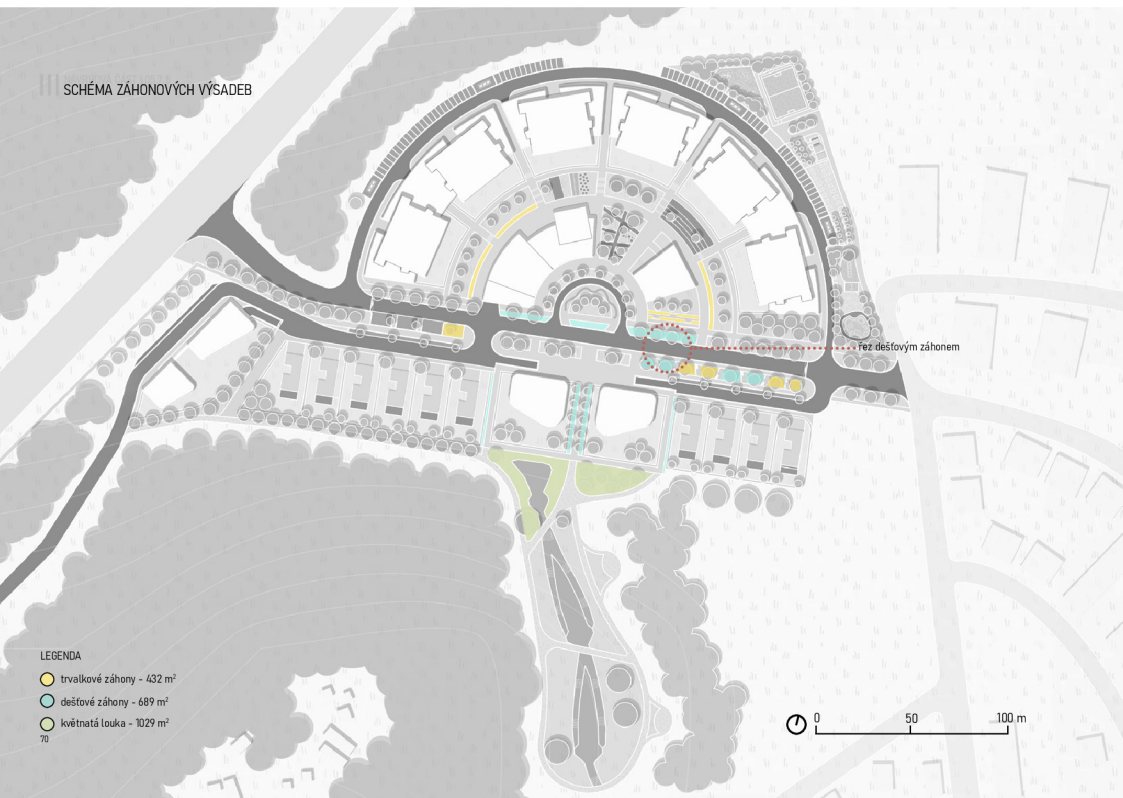 SCHÉMA ZÁHONOVÝCH VÝSADEB
řez dešťovým záhonem
LEGENDA
trvalkové záhony - 432 m²
dešťové záhony - 689 m²
květnatá louka - 1029 m²
70
0 50 100 m